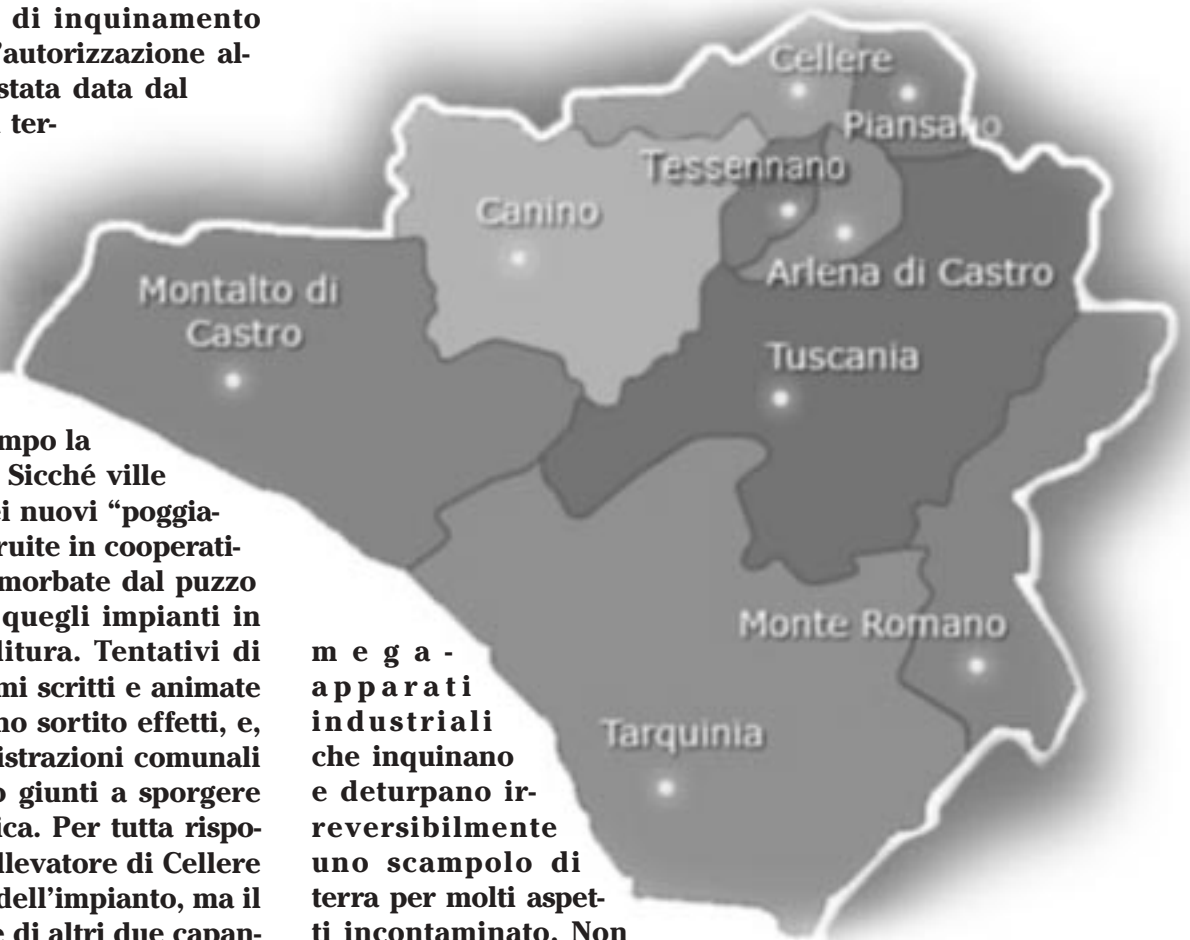 di inquinamento
'autorizzazione al-
stata data dal
ter-
mpo la
Sicché ville
ei nuovi “poggia-
ruite in cooperati-
morbate dal puzzo
quegli impianti in
litura. Tentativi di
mi scritti e animate
no sortito effetti, e,
istrazioni comunali
o giunti a sporgere
ica. Per tutta rispo-
llevatore di Cellere
dell'impianto, ma il
e di altri due capan-
m e g a -
apparati
industriali
che inquinano
e deturpano ir-
reversibilmente
uno scampolo di
terra per molti aspet-
ti incontaminato. Non
Cellere
Piansano
Tessennano
Canino
Arlena di Castro
Montalto di
Castro
Tuscania
Monte Romano
Tarquinia